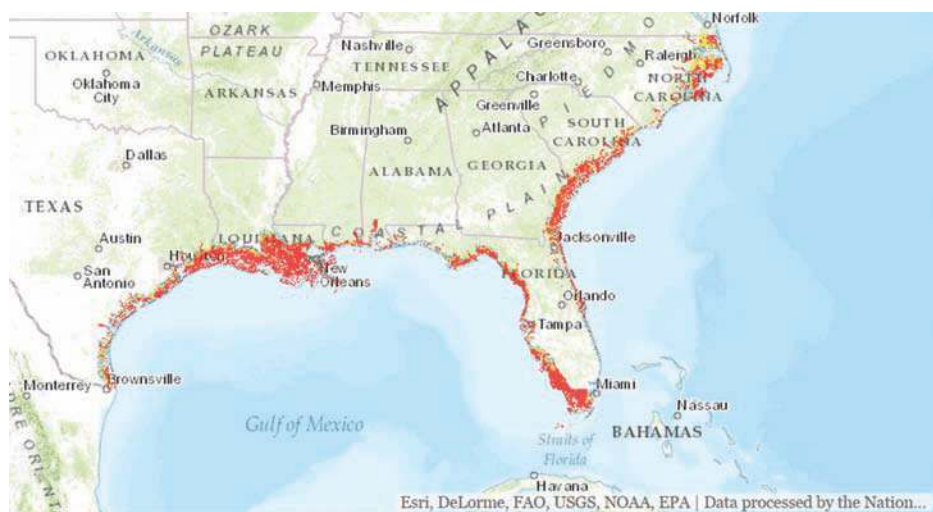 Norfolk
OZARK
PLATEAU
Arkansas
APPALAC
Nashville
Greensboro
Raleigh
OKLAHOMA
TENNESSEE
PIEDMO
Oklahoma
City
Memphis
Charlotte
NORTH
CAROLINA
ARKANSAS
Greenville
Birmingham
Atlanta
SOUTH
CAROLINA
Dallas
ALABAMA
GEORGIA
TEXAS
COASTAL PLAIN
Austin
LOUISIANA
Jacksonville
Houston
San
Antonio
New
Orleans
FLORIDA
Orlando
Tampa
Monterrey
Brownsville
Miami
Nassau
Gulf of Mexico
BAHAMAS
Straits of
Florida
Havana
Esri, DeLorme, FAO, USGS, NOAA, EPA | Data processed by the Nation...